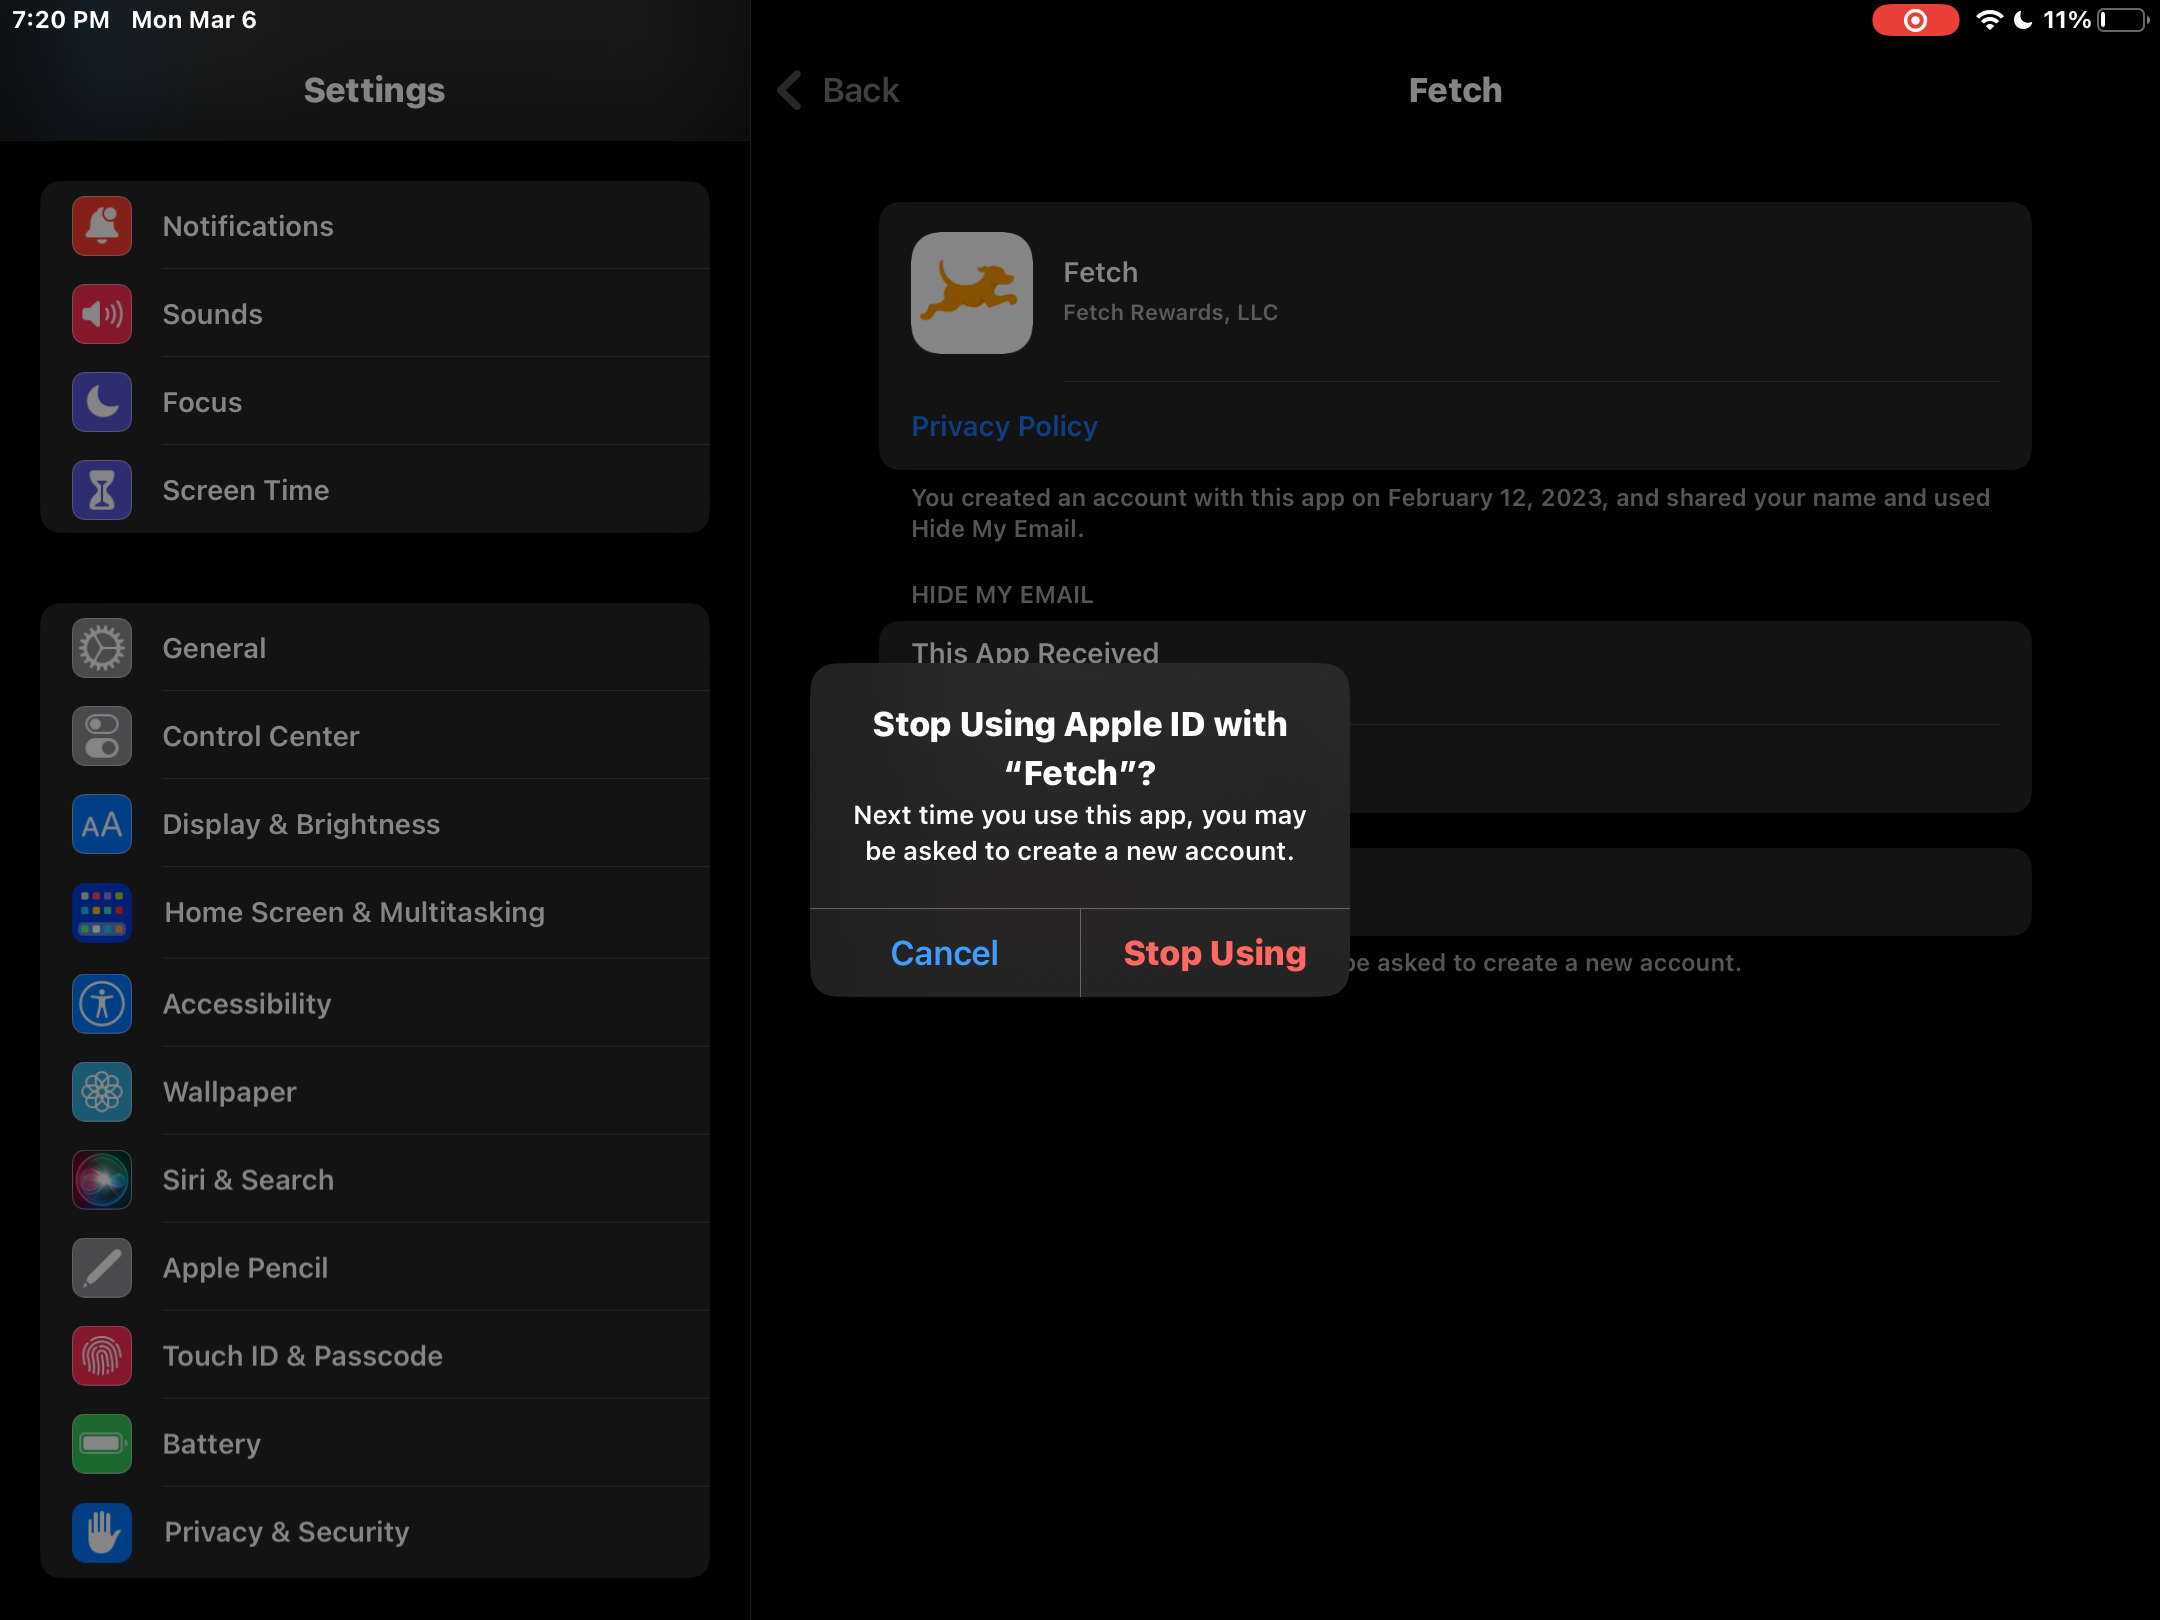 7:20 PM Mon Mar 6
11%
Settings
Notifications
Sounds
Focus
Screen Time
General
Control Center
AA
Display & Brightness
Home Screen & Multitasking
Accessibility
Wallpaper
Siri & Search
Apple Pencil
Touch ID & Passcode
Battery
Privacy & Security
Back
Fetch
Fetch
Fetch Rewards, LLC
Privacy Policy
You created an account with this app on February 12, 2023, and shared your name and used
Hide My Email.
HIDE MY EMAIL
This App Received
Stop Using Apple ID with
“Fetch”?
Next time you use this app, you may
be asked to create a new account.
Cancel
Stop Using
be asked to create a new account.